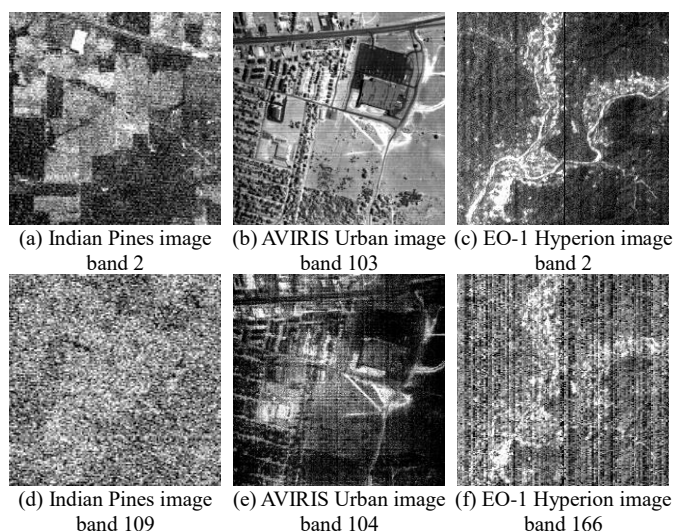 (a) Indian Pines image
band 2
(b) AVIRIS Urban image
band 103
(c) EO-1 Hyperion image
band 2
(d) Indian Pines image
band 109
(e) AVIRIS Urban image
band 104
(f) EO-1 Hyperion image
band 166